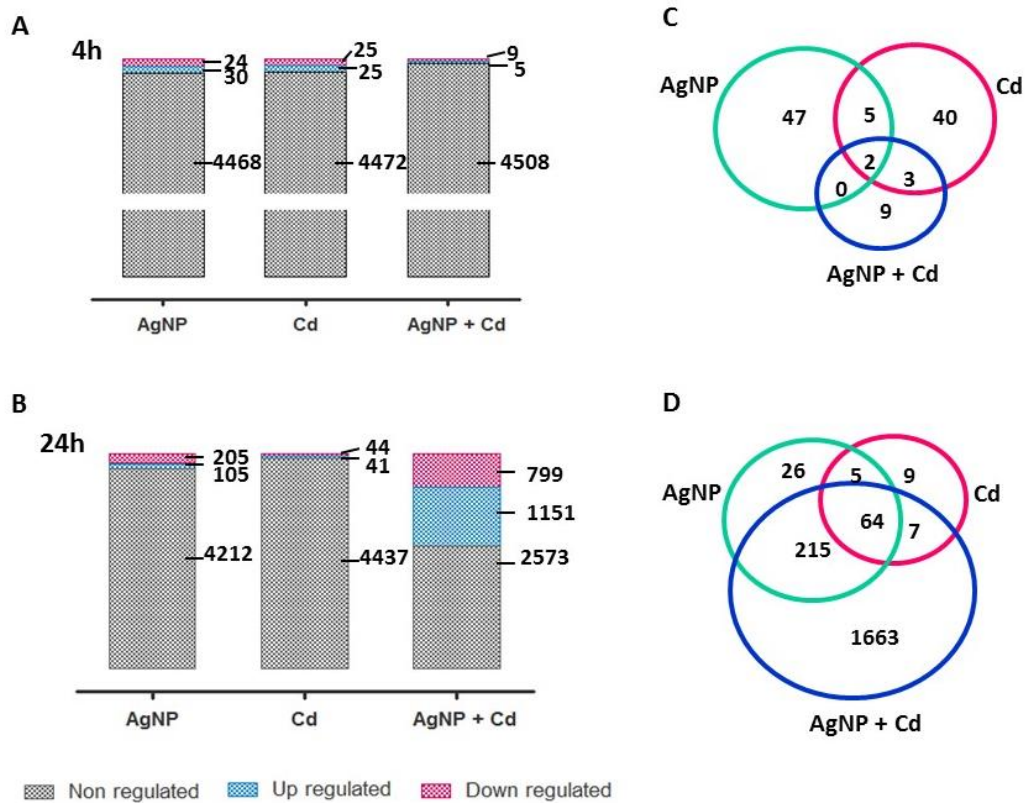 A
4h
24
30
4468
25
25
4472
9
5
4508
AgNP Cd AgNP + Cd
B
24h
205
105
4212
44
41
4437
799
1151
2573
AgNP Cd AgNP + Cd
Non regulated Up regulated Down regulated
C
AgNP
Cd
47 5 40
2
0 3
9
AgNP + Cd
D
AgNP
Cd
26 5 9
64 7
215
1663
AgNP + Cd